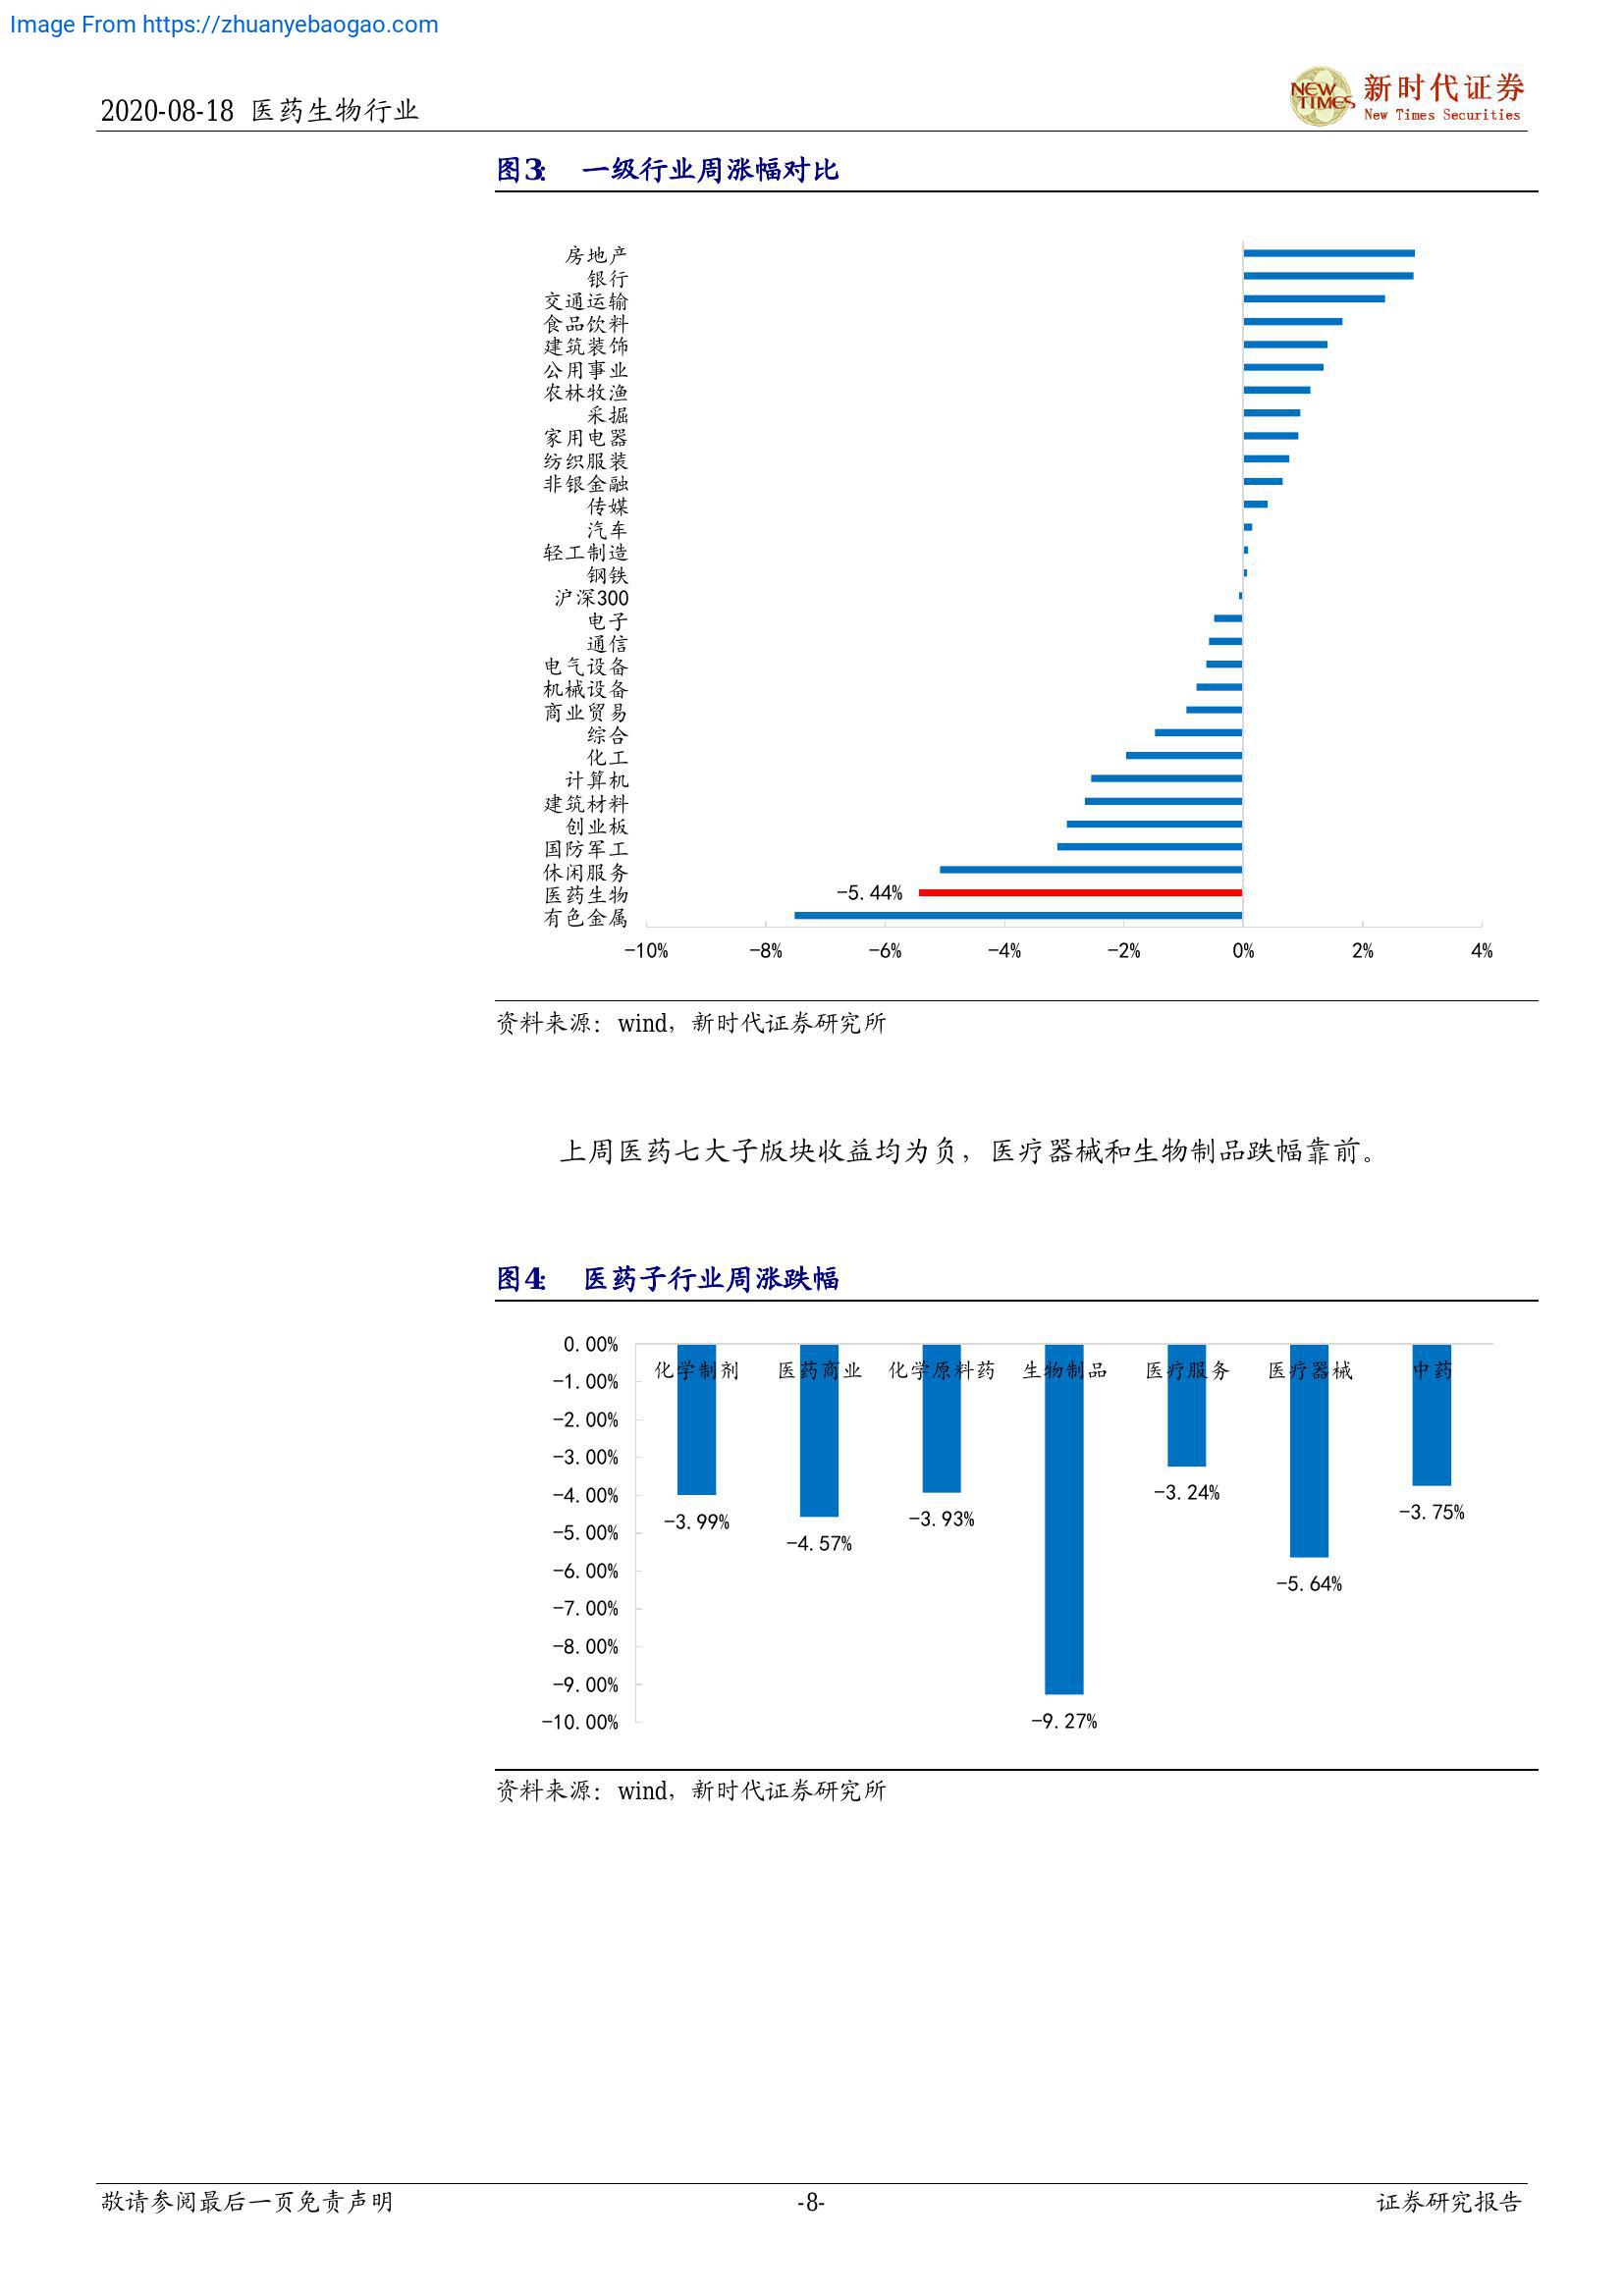 Image From https://zhuanyebaogao.com
2020-08-18 医药生物行业
NEW TIMES
新时代证券
New Times Securities
图3: 一级行业周涨幅对比
房地产
银行
交通运输
食品饮料
建筑装饰
公用事业
农林牧渔
采掘
家用电器
纺织服装
非银金融
传媒
汽车
轻工制造
钢铁
沪深300
电子
通信
电气设备
机械设备
商业贸易
综合
化工
计算机
建筑材料
创业板
国防军工
休闲服务
医药生物 -5.44%
有色金属
-10% -8% -6% -4% -2% 0% 2% 4%
资料来源：wind，新时代证券研究所
上周医药七大子版块收益均为负，医疗器械和生物制品跌幅靠前。
图4: 医药子行业周涨跌幅
0.00%
-1.00%
-2.00%
-3.00%
-4.00%
-5.00%
-6.00%
-7.00%
-8.00%
-9.00%
-10.00%
化学制剂 医药商业 化学原料药 生物制品 医疗服务 医疗器械 中药
-3.99% -4.57% -3.93% -9.27% -3.24% -5.64% -3.75%
资料来源：wind，新时代证券研究所
敬请参阅最后一页免责声明 -8- 证券研究报告